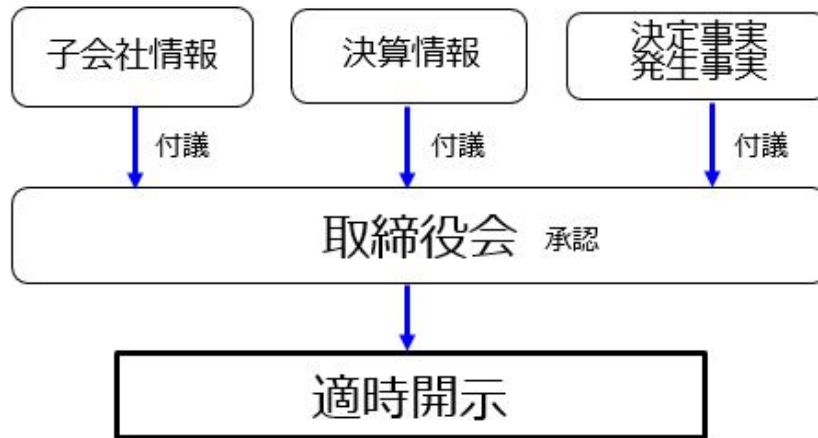 子会社情報
決算情報
決定事実
発生事実
付議
付議
付議
取締役会 承認
適時開示